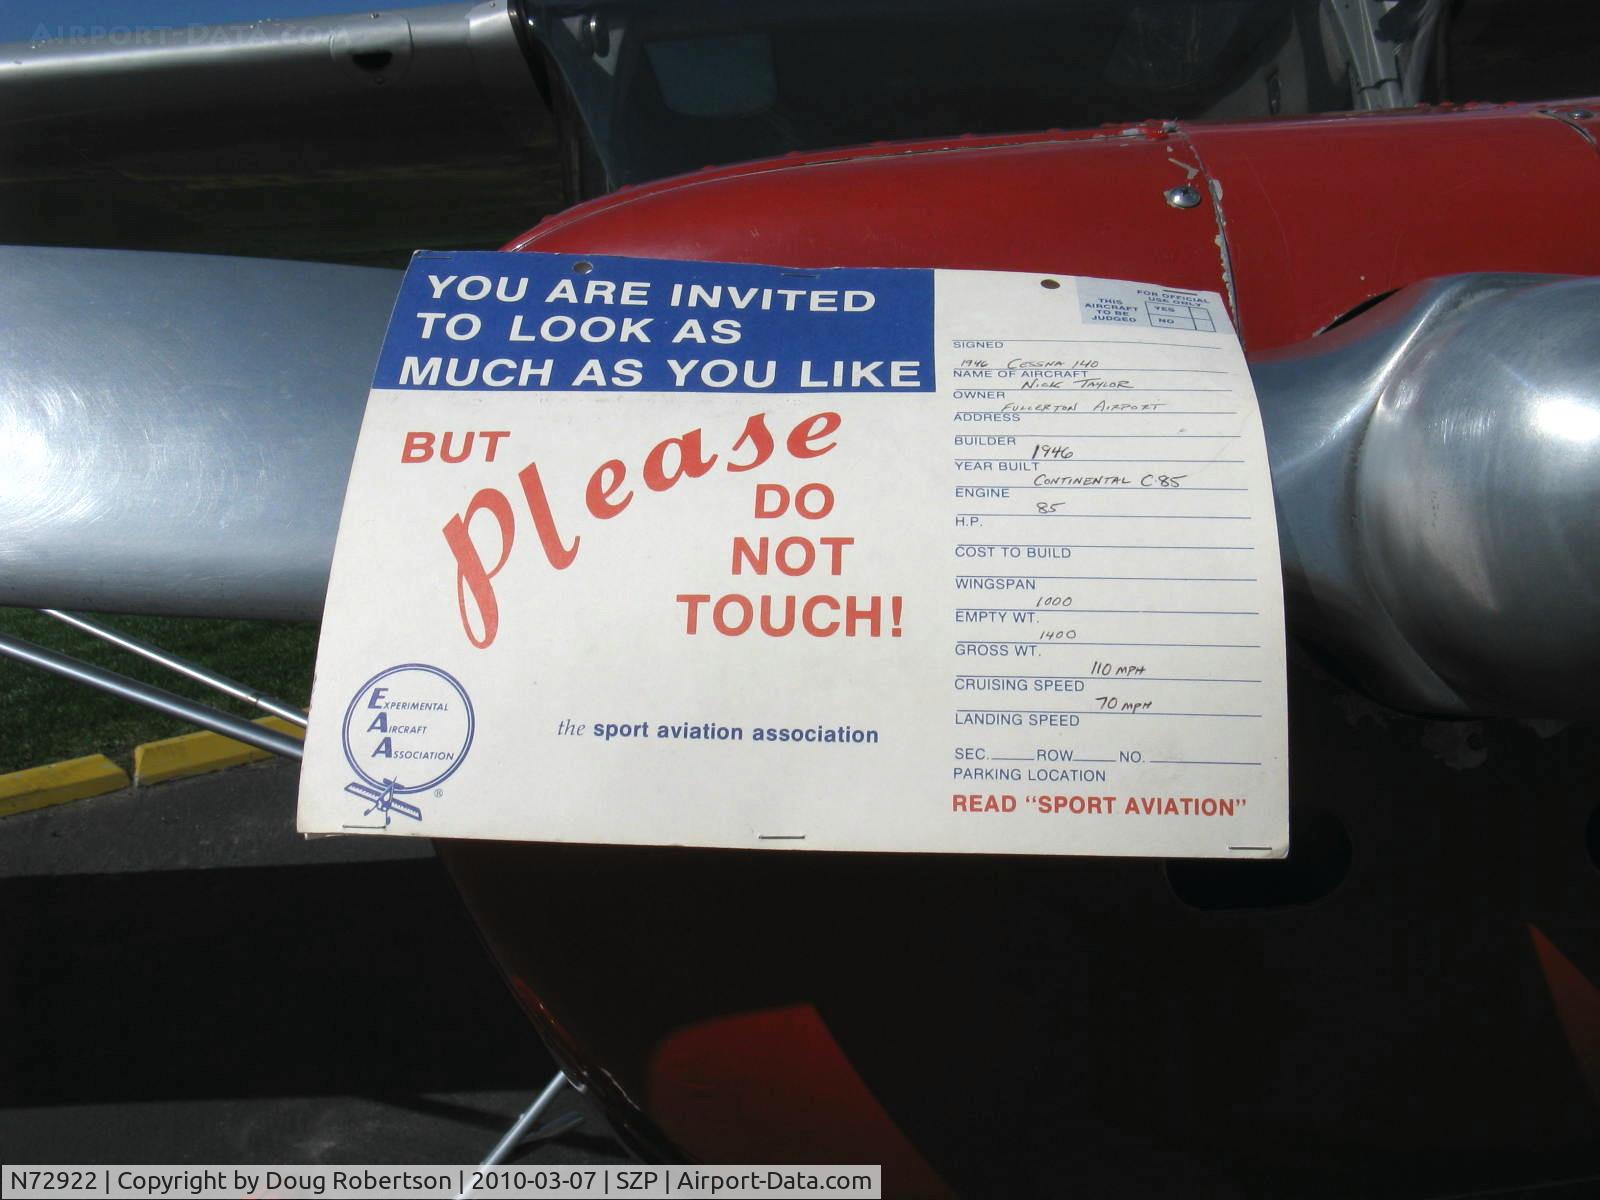 AIRPORT-DATA.COM
YOU ARE INVITED
TO LOOK AS
MUCH AS YOU LIKE
BUT please
DO
NOT
TOUCH!
EXPERIMENTAL
AIRCRAFT
ASSOCIATION
®
the sport aviation association
THIS
AIRCRAFT
TO BE
JUDGED
FOR OFFICIAL
USE ONLY
YES
NO
SIGNED
1946 CESSNA 140
NAME OF AIRCRAFT
NICK TAYLOR
OWNER
FULLERTON AIRPORT
ADDRESS
BUILDER
1946
YEAR BUILT
CONTINENTAL C-85
ENGINE
85
H.P.
COST TO BUILD
WINGSPAN
1000
EMPTY WT.
1400
GROSS WT.
110 MPH
CRUISING SPEED
70 MPH
LANDING SPEED
SEC. ROW NO.
PARKING LOCATION
READ "SPORT AVIATION"
N72922 | Copyright by Doug Robertson | 2010-03-07 | SZP | Airport-Data.com